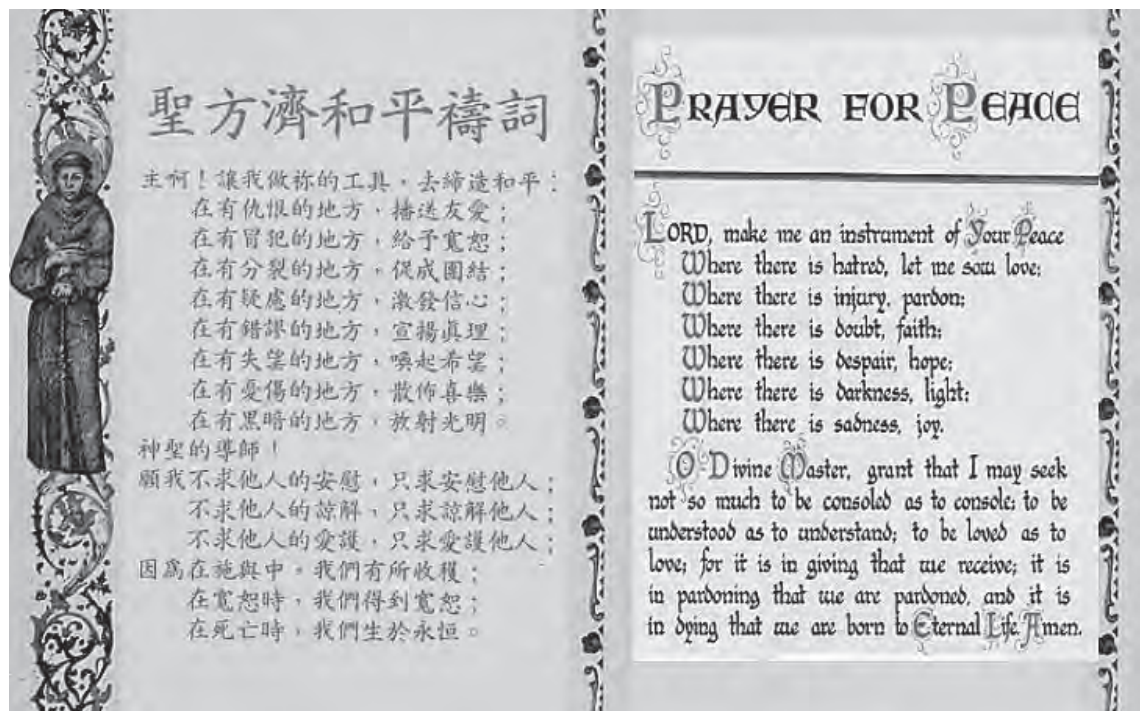 聖方濟和平禱詞
主啊！讓我做祢的工具，去締造和平：
在有仇恨的地方，播送友愛；
在有冒犯的地方，給予寬恕；
在有分裂的地方，促成團結；
在有疑慮的地方，激發信心；
在有錯謬的地方，宣揚真理；
在有失望的地方，喚起希望；
在有憂傷的地方，散佈喜樂；
在有黑暗的地方，放射光明。
神聖的導師！
願我不求他人的安慰，只求安慰他人；
不求他人的諒解，只求諒解他人；
不求他人的愛護，只求愛護他人；
因為在施與中，我們有所收穫；
在寬恕時，我們得到寬恕；
在死亡時，我們生於永恒。
PRAYER FOR PEACE
LORD, make me an instrument of Your Peace
Where there is hatred, let me sow love;
Where there is injury, pardon;
Where there is doubt, faith;
Where there is despair, hope;
Where there is darkness, light;
Where there is sadness, joy.
O Divine Master, grant that I may seek
not so much to be consoled as to console; to be
understood as to understand; to be loved as to
love; for it is in giving that we receive; it is
in pardoning that we are pardoned, and it is
in dying that we are born to Eternal Life. Amen.